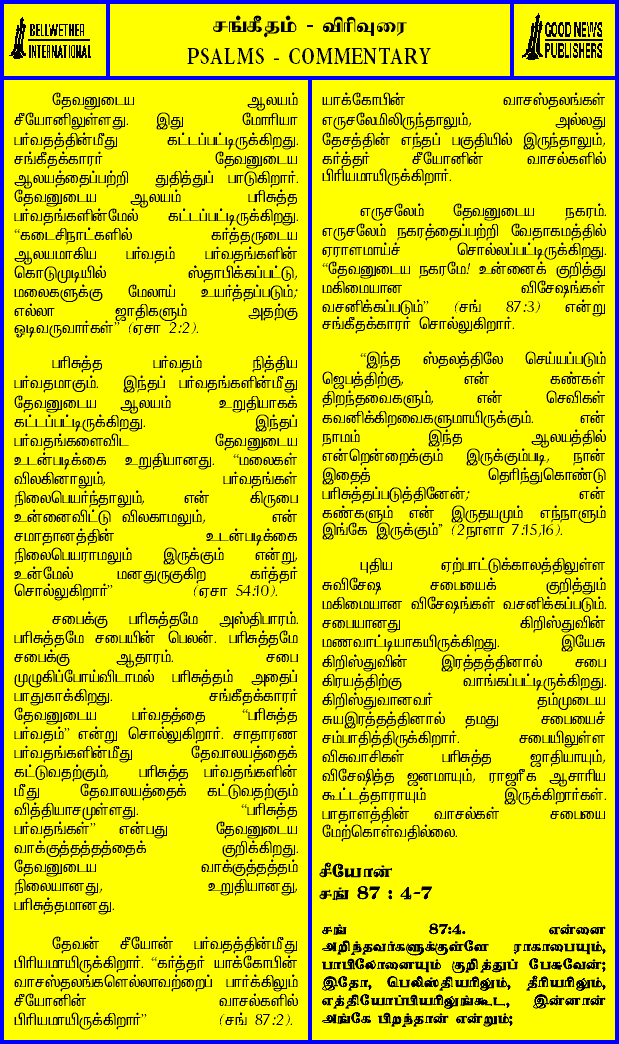 BELLWETHER
INTERNATIONAL
சங்கீதம் - விரிவுரை
PSALMS - COMMENTARY
GOOD NEWS
PUBLISHERS
தேவனுடைய ஆலயம்
சீயோனிலுள்ளது. இது மோரியா
பர்வதத்தின்மீது கட்டப்பட்டிருக்கிறது.
சங்கீதக்காரர் தேவனுடைய
ஆலயத்தைப்பற்றி துதித்துப் பாடுகிறார்.
தேவனுடைய ஆலயம் பரிசுத்த
பர்வதங்களின்மேல் கட்டப்பட்டிருக்கிறது.
“கடைசிநாட்களில் கர்த்தருடைய
ஆலயமாகிய பர்வதம் பர்வதங்களின்
கொடுமுடியில் ஸ்தாபிக்கப்பட்டு,
மலைகளுக்கு மேலாய் உயர்த்தப்படும்;
எல்லா ஜாதிகளும் அதற்கு
ஓடிவருவார்கள்” (ஏசா 2:2).
பரிசுத்த பர்வதம் நித்திய
பர்வதமாகும். இந்தப் பர்வதங்களின்மீது
தேவனுடைய ஆலயம் உறுதியாகக்
கட்டப்பட்டிருக்கிறது. இந்தப்
பர்வதங்களைவிட தேவனுடைய
உடன்படிக்கை உறுதியானது. “மலைகள்
விலகினாலும், பர்வதங்கள்
நிலைபெயர்ந்தாலும், என் கிருபை
உன்னைவிட்டு விலகாமலும், என்
சமாதானத்தின் உடன்படிக்கை
நிலைபெயராமலும் இருக்கும் என்று,
உன்மேல் மனதுருகுகிற கர்த்தர்
சொல்லுகிறார்” (ஏசா 54:10).
சபைக்கு பரிசுத்தமே அஸ்திபாரம்.
பரிசுத்தமே சபையின் பெலன். பரிசுத்தமே
சபைக்கு ஆதாரம். சபை
முழுகிப்போய்விடாமல் பரிசுத்தம் அதைப்
பாதுகாக்கிறது. சங்கீதக்காரர்
தேவனுடைய பர்வதத்தை “பரிசுத்த
பர்வதம்” என்று சொல்லுகிறார். சாதாரண
பர்வதங்களின்மீது தேவாலயத்தைக்
கட்டுவதற்கும், பரிசுத்த பர்வதங்களின்
மீது தேவாலயத்தைக் கட்டுவதற்கும்
வித்தியாசமுள்ளது. “பரிசுத்த
பர்வதங்கள்” என்பது தேவனுடைய
வாக்குத்தத்தத்தைக் குறிக்கிறது.
தேவனுடைய வாக்குத்தத்தம்
நிலையானது, உறுதியானது,
பரிசுத்தமானது.
தேவன் சீயோன் பர்வதத்தின்மீது
பிரியமாயிருக்கிறார். “கர்த்தர் யாக்கோபின்
வாசஸ்தலங்களெல்லாவற்றைப் பார்க்கிலும்
சீயோனின் வாசல்களில்
பிரியமாயிருக்கிறார்” (சங் 87:2).
யாக்கோபின் வாசஸ்தலங்கள்
எருசலேமிலிருந்தாலும், அல்லது
தேசத்தின் எந்தப் பகுதியில் இருந்தாலும்,
கர்த்தர் சீயோனின் வாசல்களில்
பிரியமாயிருக்கிறார்.
எருசலேம் தேவனுடைய நகரம்.
எருசலேம் நகரத்தைப்பற்றி வேதாகமத்தில்
ஏராளமாய்ச் சொல்லப்பட்டிருக்கிறது.
“தேவனுடைய நகரமே! உன்னைக் குறித்து
மகிமையான விசேஷங்கள்
வசனிக்கப்படும்” (சங் 87:3) என்று
சங்கீதக்காரர் சொல்லுகிறார்.
“இந்த ஸ்தலத்திலே செய்யப்படும்
ஜெபத்திற்கு, என் கண்கள்
திறந்தவைகளும், என் செவிகள்
கவனிக்கிறவைகளுமாயிருக்கும். என்
நாமம் இந்த ஆலயத்தில்
என்றென்றைக்கும் இருக்கும்படி, நான்
இதைத் தெரிந்துகொண்டு
பரிசுத்தப்படுத்தினேன்; என்
கண்களும் என் இருதயமும் எந்நாளும்
இங்கே இருக்கும்” (2நாளா 7:15,16).
புதிய ஏற்பாட்டுக்காலத்திலுள்ள
சுவிசேஷ சபையைக் குறித்தும்
மகிமையான விசேஷங்கள் வசனிக்கப்படும்.
சபையானது கிறிஸ்துவின்
மணவாட்டியாகயிருக்கிறது. இயேசு
கிறிஸ்துவின் இரத்தத்தினால் சபை
கிரயத்திற்கு வாங்கப்பட்டிருக்கிறது.
கிறிஸ்துவானவர் தம்முடைய
சுயஇரத்தத்தினால் தமது சபையைச்
சம்பாதித்திருக்கிறார். சபையிலுள்ள
விசுவாசிகள் பரிசுத்த ஜாதியாயும்,
விசேஷித்த ஜனமாயும், ராஜரீக ஆசாரிய
கூட்டத்தாராயும் இருக்கிறார்கள்.
பாதாளத்தின் வாசல்கள் சபையை
மேற்கொள்வதில்லை.
சீயோன்
சங் 87 : 4-7
சங் 87:4. என்னை
அறிந்தவர்களுக்குள்ளே ராகாபையும்,
பாபிலோனையும் குறித்துப் பேசுவேன்;
இதோ, பெலிஸ்தியரிலும், தீரியரிலும்,
எத்தியோப்பியரிலுங்கூட, இன்னான்
அங்கே பிறந்தான் என்றும்;